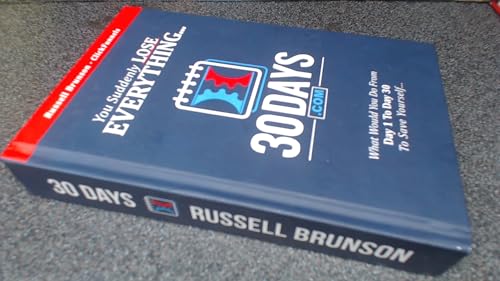 Russell Brunson - ClickFunnels
You Suddenly LOSE
EVERYTHING...
30DAYS
.COM
What Would You Do From
Day 1 To Day 30
To Save Yourself...
30 DAYS RUSSELL BRUNSON